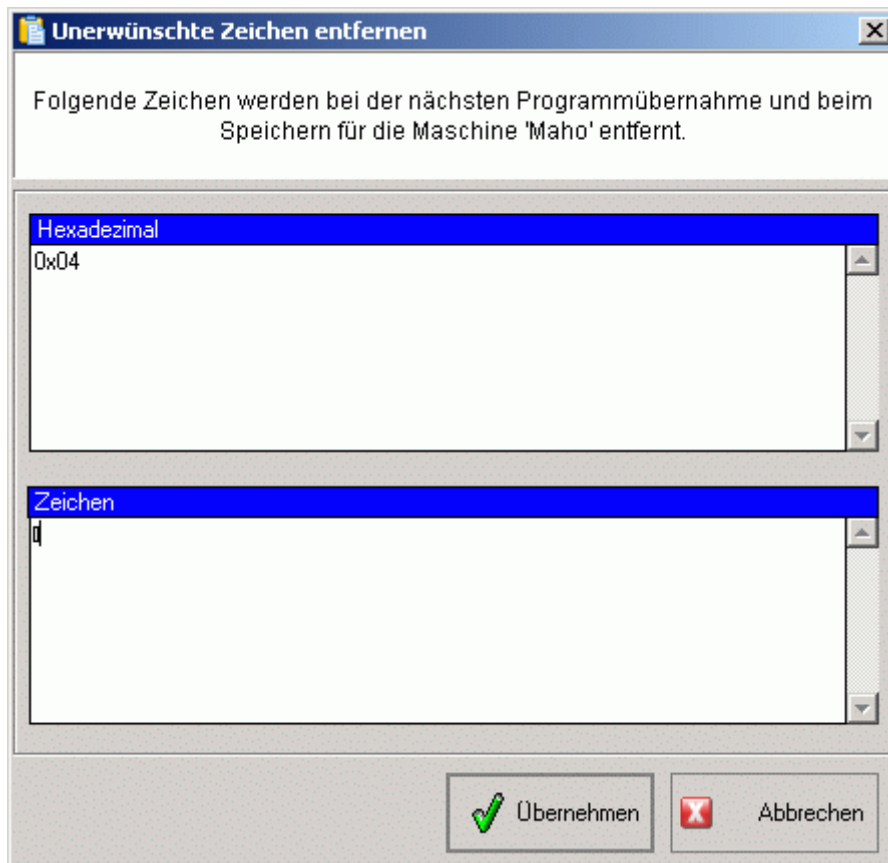 Unerwünschte Zeichen entfernen
Folgende Zeichen werden bei der nächsten Programmübernahme und beim
Speichern für die Maschine 'Maho' entfernt.
Hexadezimal
0x04
Zeichen
Übernehmen
Abbrechen